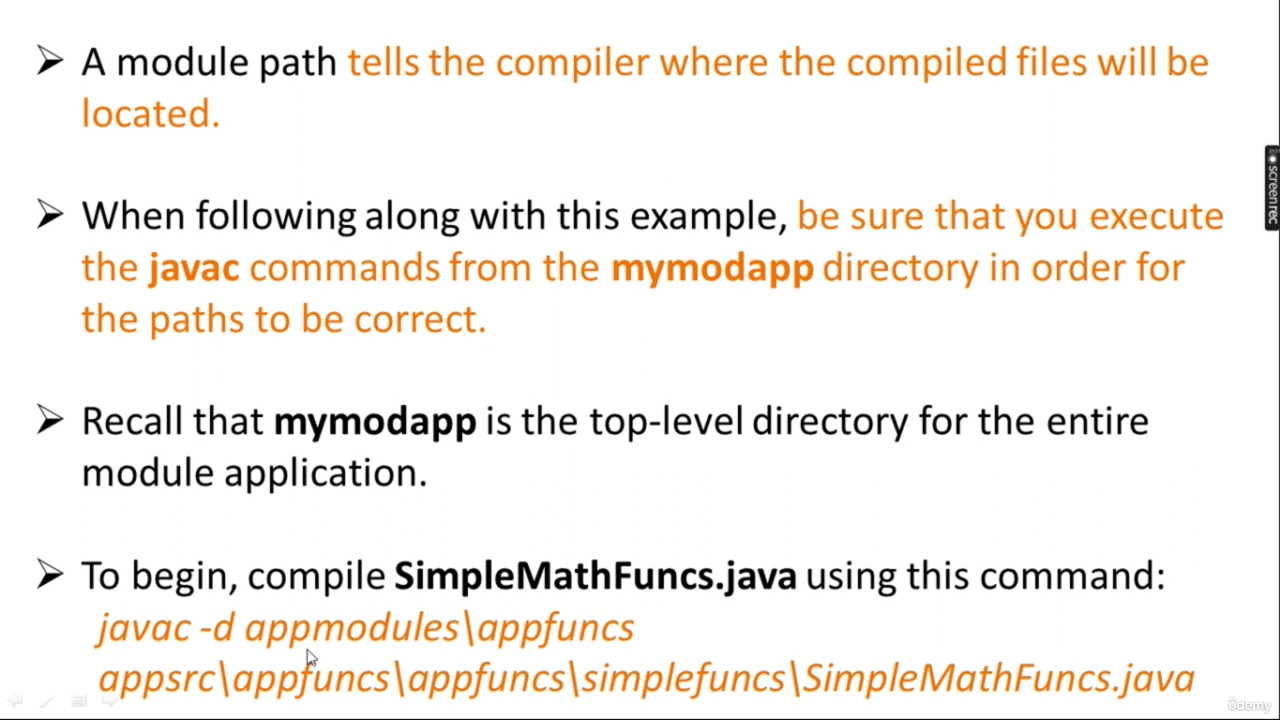 A module path tells the compiler where the compiled files will be
located.
When following along with this example, be sure that you execute
the javac commands from the mymodapp directory in order for
the paths to be correct.
Recall that mymodapp is the top-level directory for the entire
module application.
To begin, compile SimpleMathFuncs.java using this command:
javac -d appmodules\appfuncs
appsrc\appfuncs\appfuncs\simplefuncs\SimpleMathFuncs.java
screenrec
ûdemy